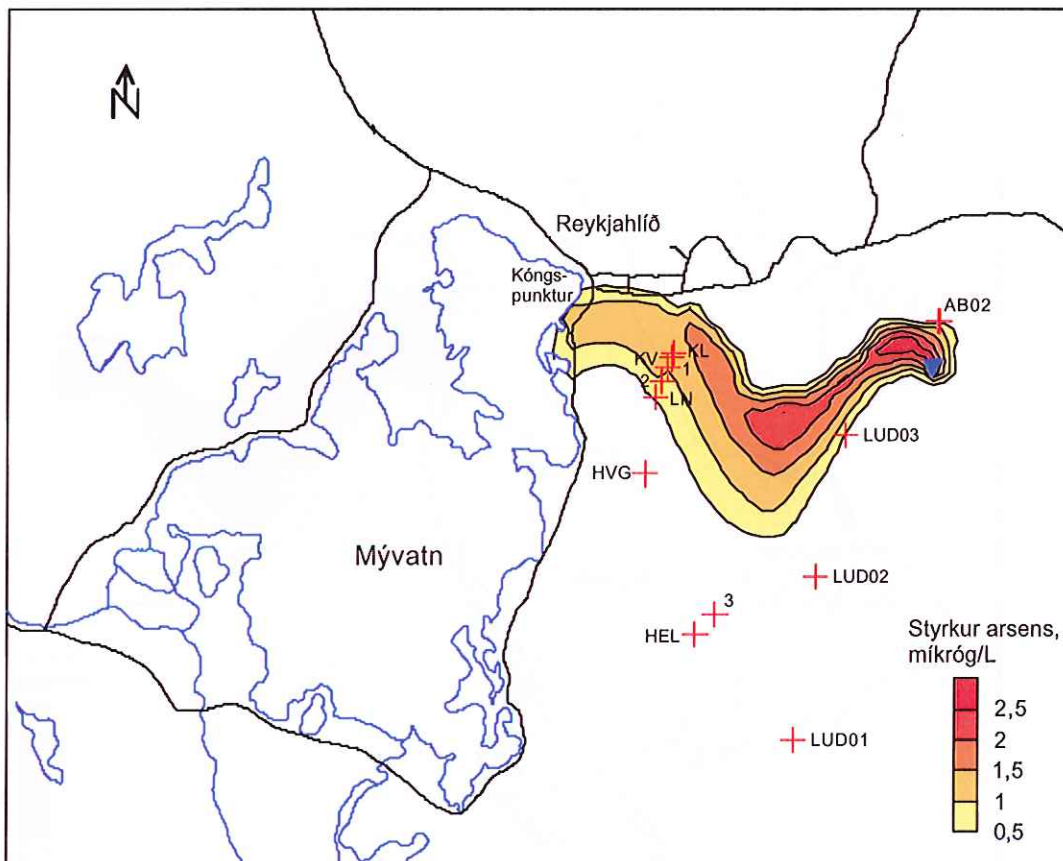 N
Reykjahlíð
Kóngs-
punktur
AB02
KV
KL
1
2
LN
LUD03
HVG
Mývatn
LUD02
3
HEL
LUD01
Styrkur arsens,
míkróg/L
2,5
2
1,5
1
0,5